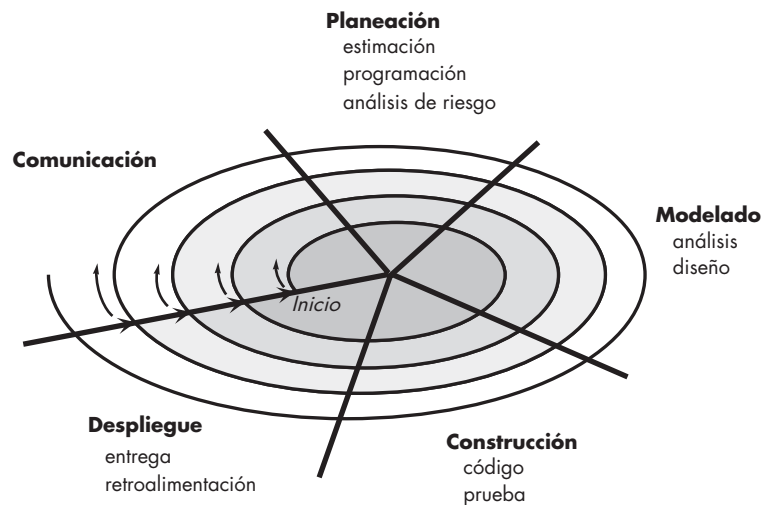 Planeación
estimación
programación
análisis de riesgo
Comunicación
Modelado
análisis
diseño
Inicio
Despliegue
entrega
retroalimentación
Construcción
código
prueba